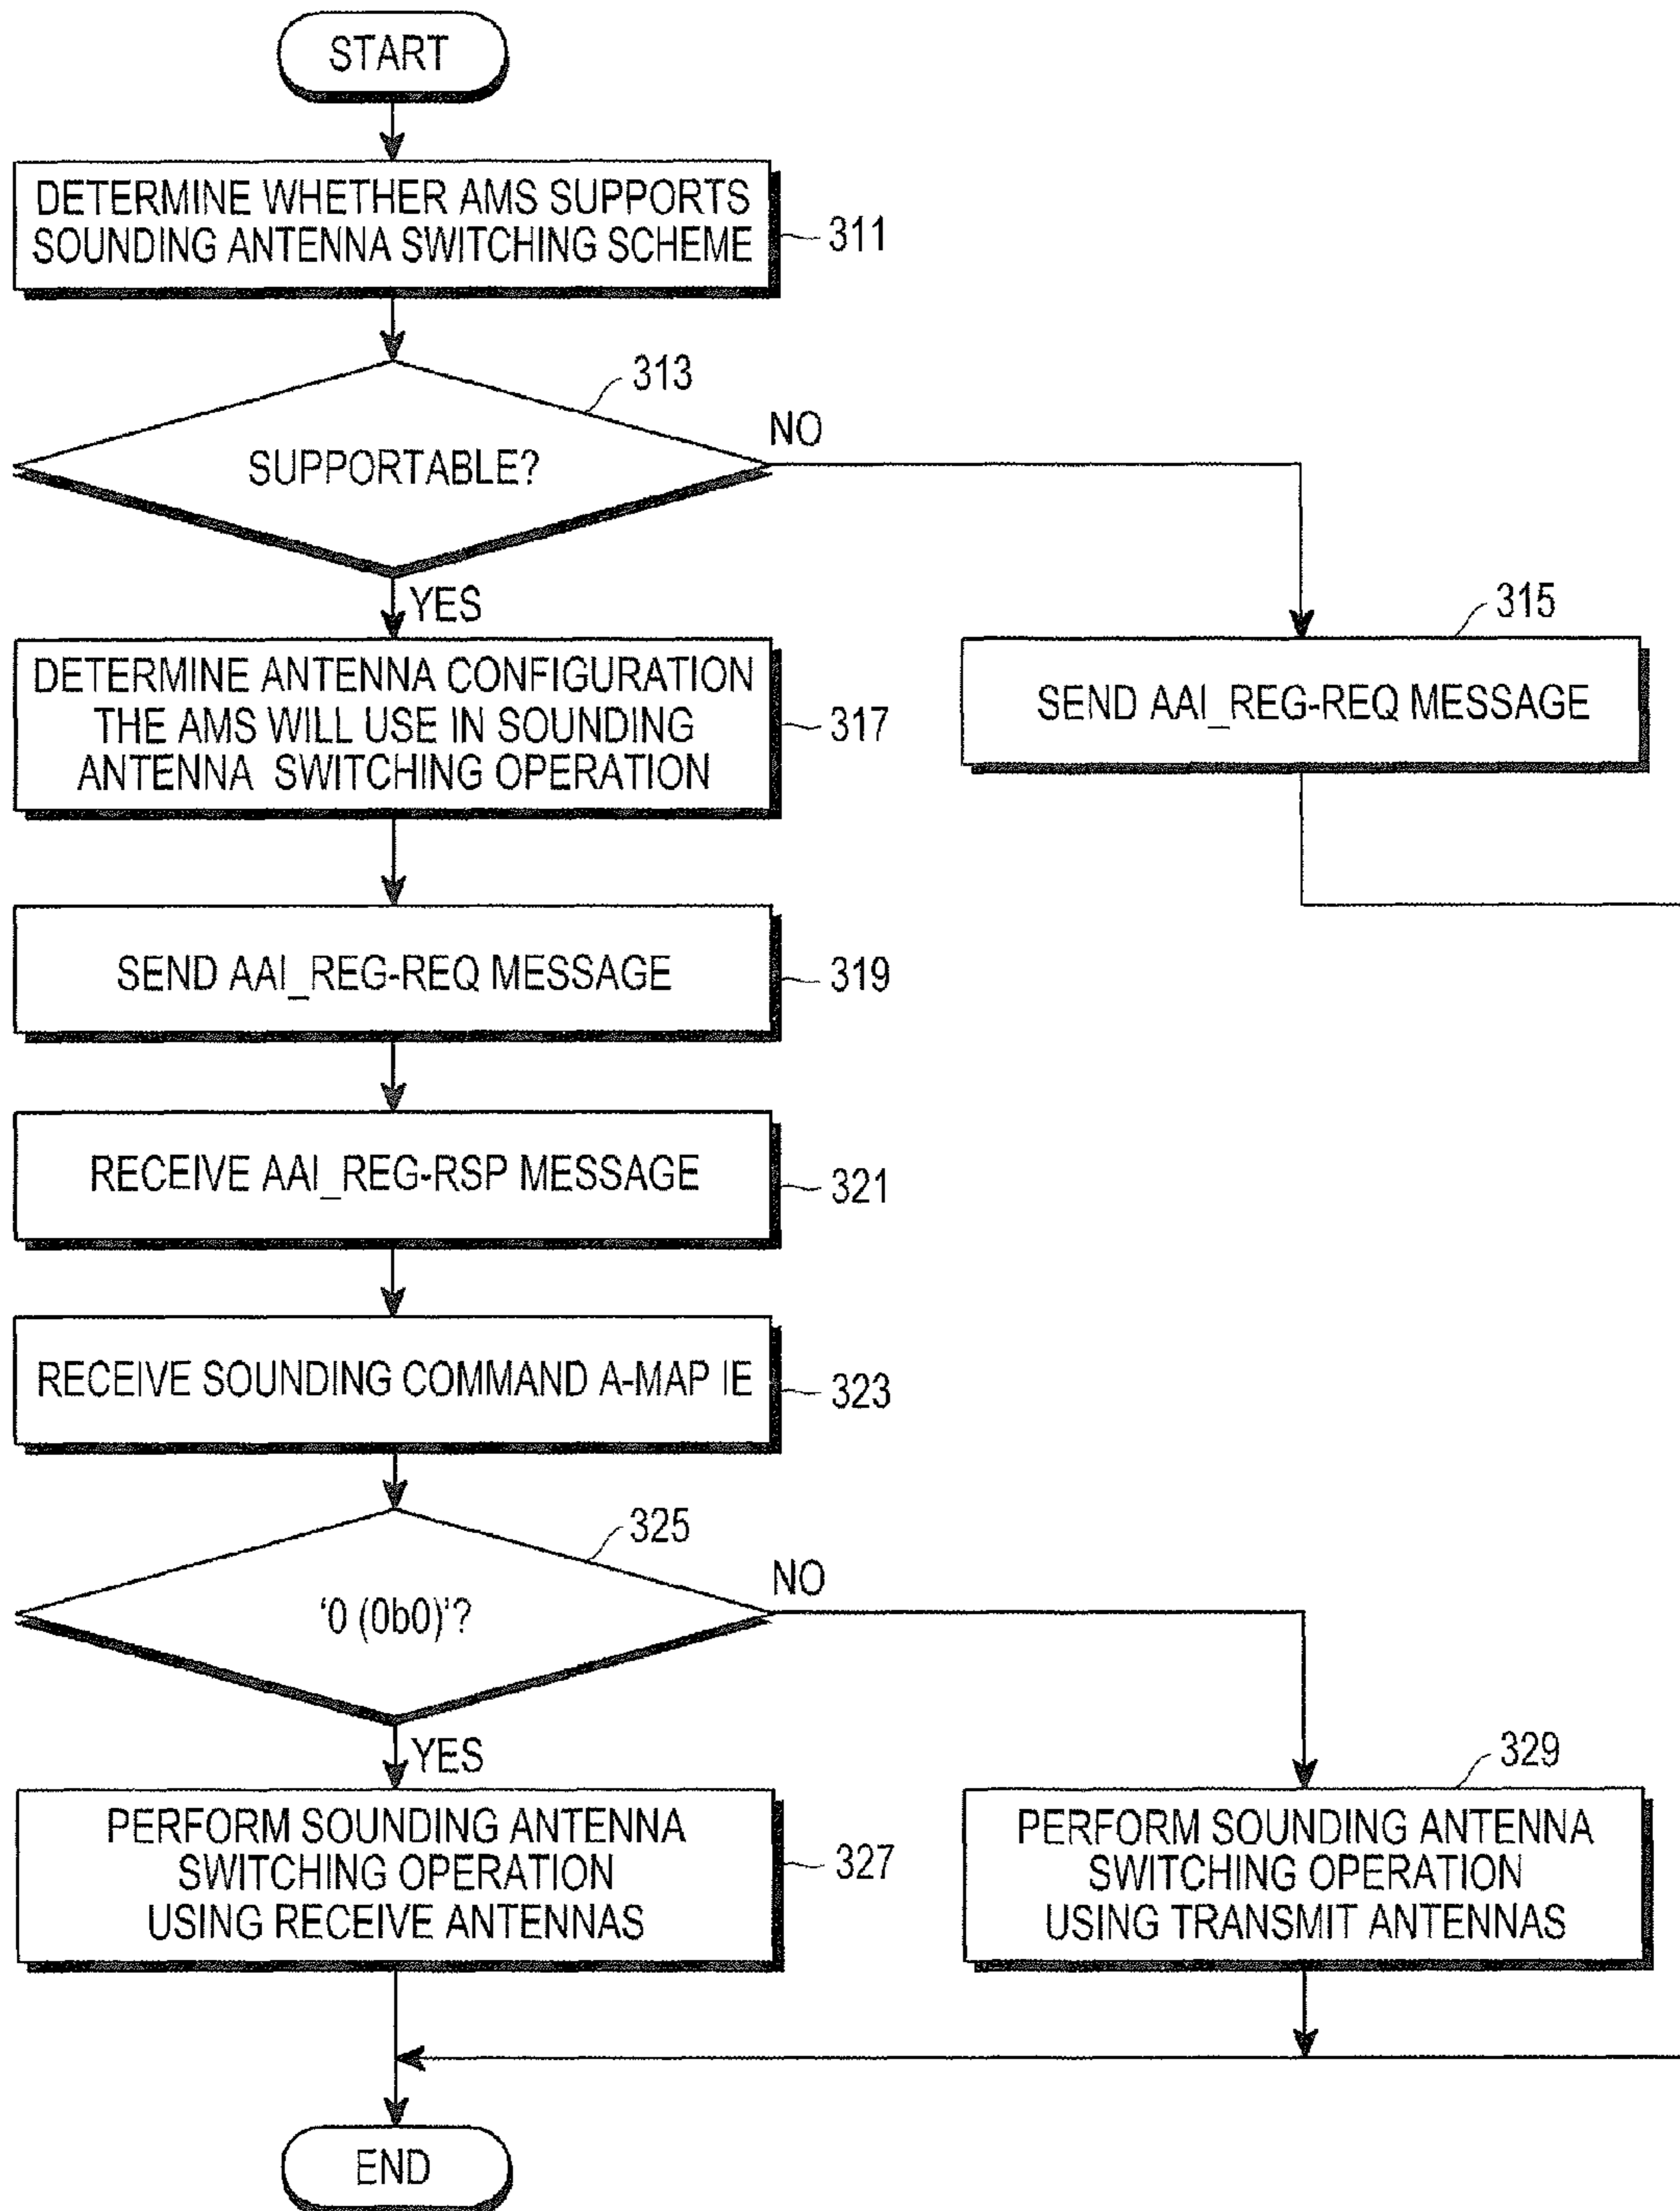 START
DETERMINE WHETHER AMS SUPPORTS
SOUNDING ANTENNA SWITCHING SCHEME
311
313
SUPPORTABLE?
NO
YES
315
SEND AAI_REG-REQ MESSAGE
DETERMINE ANTENNA CONFIGURATION
THE AMS WILL USE IN SOUNDING
ANTENNA SWITCHING OPERATION
317
SEND AAI_REG-REQ MESSAGE
319
RECEIVE AAI_REG-RSP MESSAGE
321
RECEIVE SOUNDING COMMAND A-MAP IE
323
325
'0 (0b0)'?
NO
YES
PERFORM SOUNDING ANTENNA
SWITCHING OPERATION
USING RECEIVE ANTENNAS
327
329
PERFORM SOUNDING ANTENNA
SWITCHING OPERATION
USING TRANSMIT ANTENNAS
END